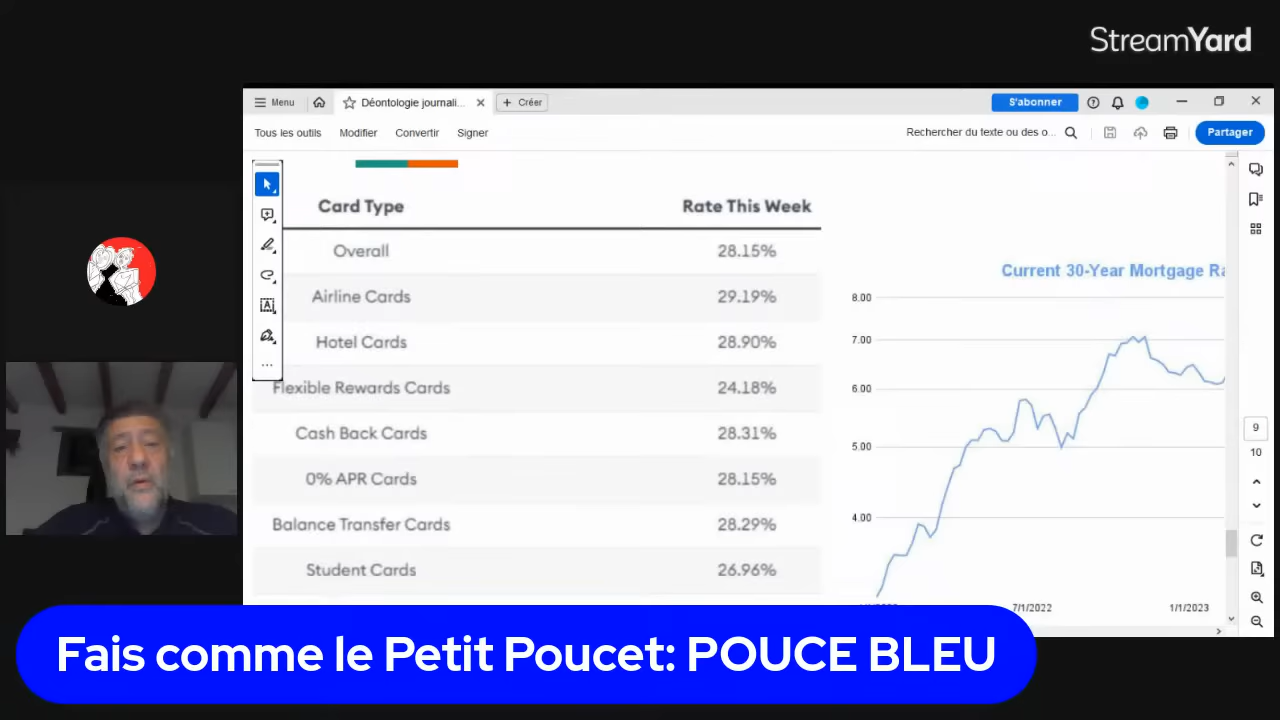 StreamYard
Menu
Déontologie journali...
Créer
S'abonner
Tous les outils
Modifier
Convertir
Signer
Rechercher du texte ou des o...
Partager
Card Type Rate This Week
Overall 28.15%
Airline Cards 29.19%
Hotel Cards 28.90%
Flexible Rewards Cards 24.18%
Cash Back Cards 28.31%
0% APR Cards 28.15%
Balance Transfer Cards 28.29%
Student Cards 26.96%
Current 30-Year Mortgage Ra
8.00
7.00
6.00
5.00
4.00
7/1/2022
1/1/2023
9
10
Fais comme le Petit Poucet: POUCE BLEU